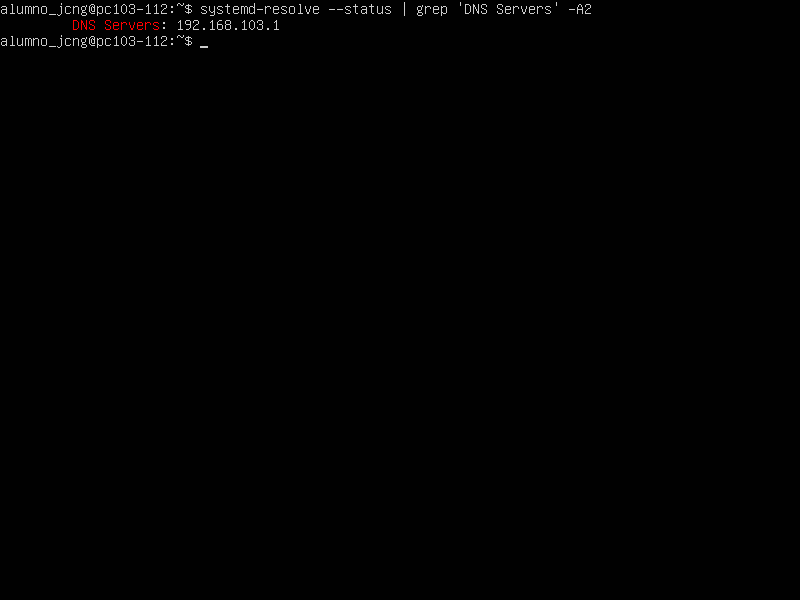 alumno_jcng@pc103-112:~$ systemd-resolve --status | grep 'DNS Servers' -A2
DNS Servers: 192.168.103.1
alumno_jcng@pc103-112:~$ _